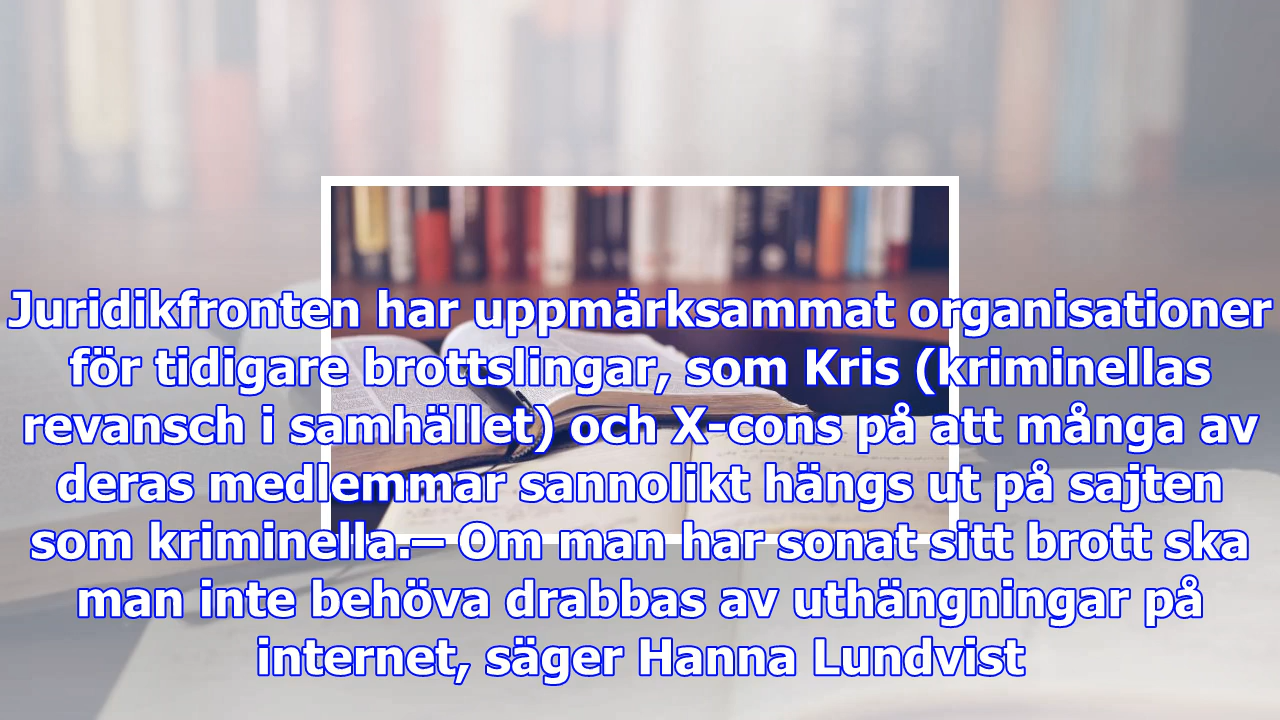 Juridikfronten har uppmärksammat organisationer
för tidigare brottslingar, som Kris (kriminellas
revansch i samhället) och X-cons på att många av
deras medlemmar sannolikt hängs ut på sajten
som kriminella.– Om man har sonat sitt brott ska
man inte behöva drabbas av uthängningar på
internet, säger Hanna Lundvist